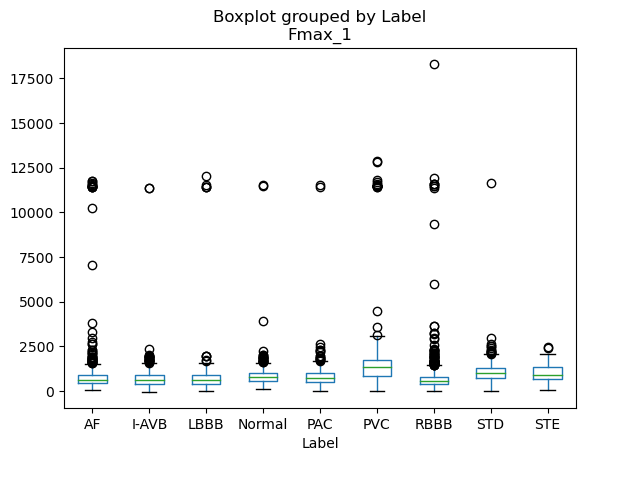 Boxplot grouped by Label
Fmax_1
17500
15000
12500
10000
7500
5000
2500
0
AF I-AVB LBBB Normal PAC PVC RBBB STD STE
Label